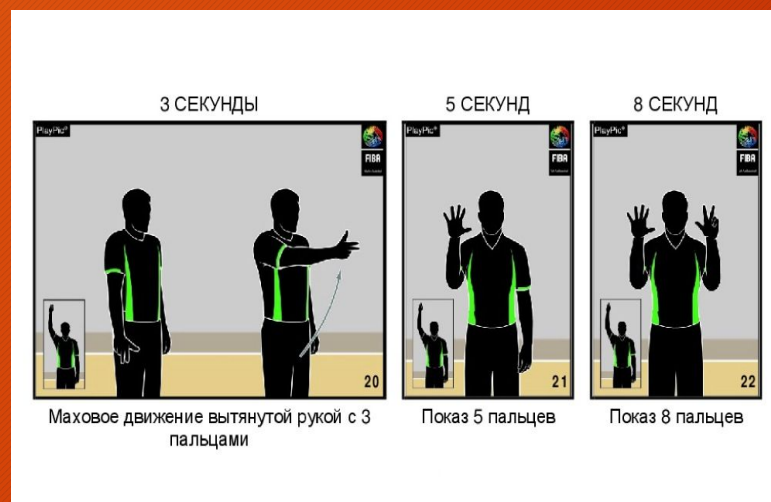 3 СЕКУНДЫ
5 СЕКУНД
8 СЕКУНД
PlayPic®
FIBA
20
PlayPic®
FIBA
21
PlayPic®
FIBA
22
Маховое движение вытянутой рукой с 3
пальцами
Показ 5 пальцев
Показ 8 пальцев